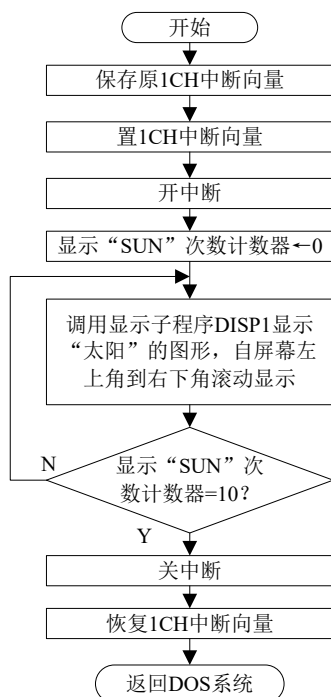 开始
保存原1CH中断向量
置1CH中断向量
开中断
显示“SUN”次数计数器←0
调用显示子程序DISP1显示
“太阳”的图形，自屏幕左
上角到右下角滚动显示
N
显示“SUN”次
数计数器=10?
Y
关中断
恢复1CH中断向量
返回DOS系统